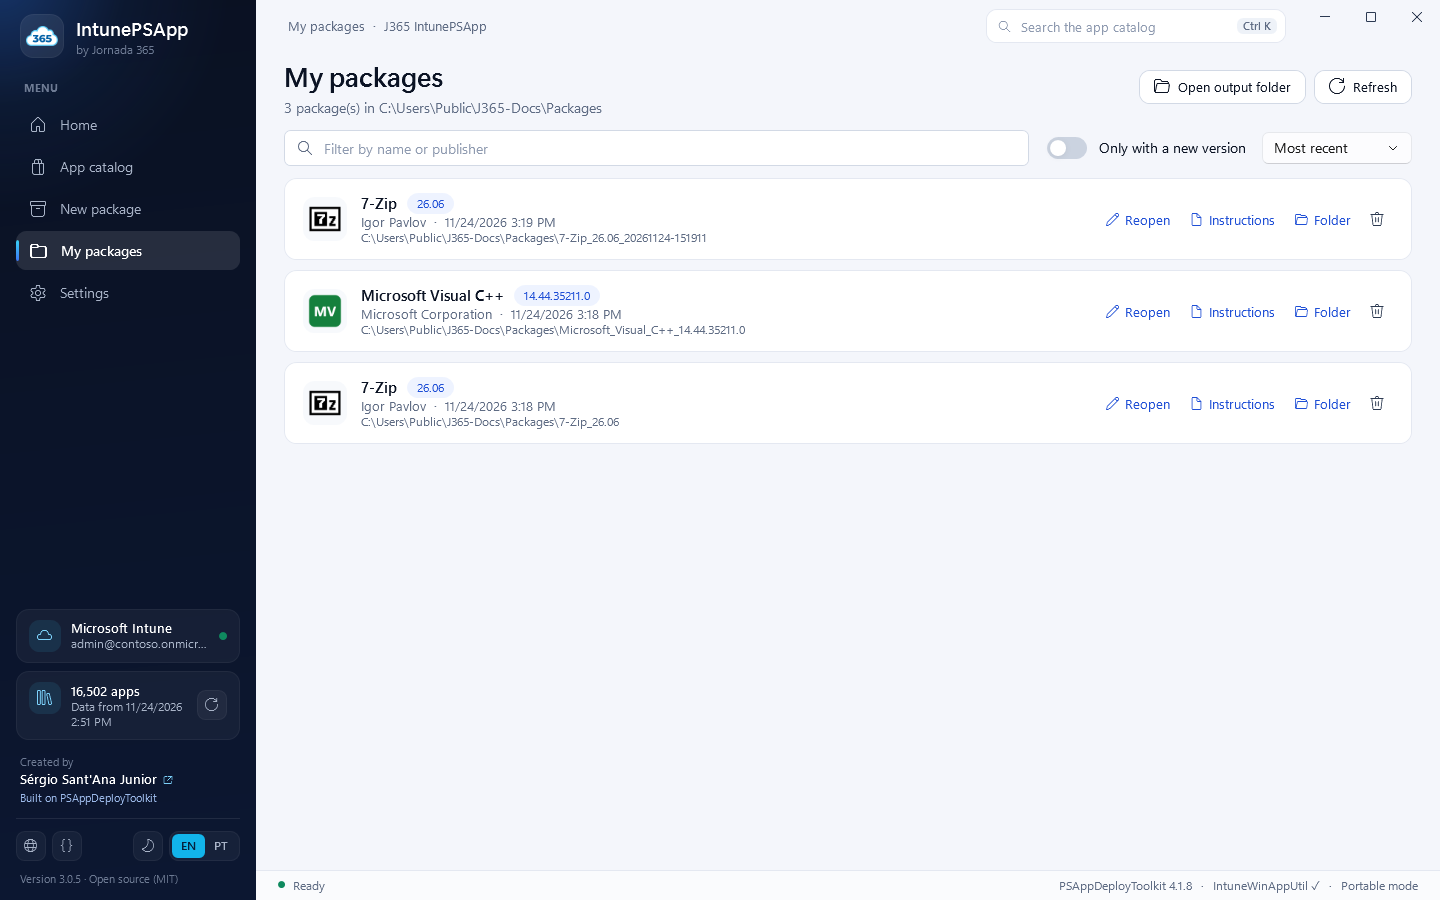 365
IntunePSApp
by Jornada 365
MENU
Home
App catalog
New package
My packages
Settings
Microsoft Intune
admin@contoso.onmicr...
16,502 apps
Data from 11/24/2026
2:51 PM
Created by
Sérgio Sant'Ana Junior
Built on PSAppDeployToolkit
{} EN PT
Version 3.0.5 · Open source (MIT)
My packages · J365 IntunePSApp
Search the app catalog Ctrl K
My packages
3 package(s) in C:\Users\Public\J365-Docs\Packages
Open output folder Refresh
Filter by name or publisher Only with a new version Most recent
7z
7-Zip 26.06
Igor Pavlov · 11/24/2026 3:19 PM
C:\Users\Public\J365-Docs\Packages\7-Zip_26.06_20261124-151911
Reopen Instructions Folder
MV
Microsoft Visual C++ 14.44.35211.0
Microsoft Corporation · 11/24/2026 3:18 PM
C:\Users\Public\J365-Docs\Packages\Microsoft_Visual_C++_14.44.35211.0
Reopen Instructions Folder
7z
7-Zip 26.06
Igor Pavlov · 11/24/2026 3:18 PM
C:\Users\Public\J365-Docs\Packages\7-Zip_26.06
Reopen Instructions Folder
Ready
PSAppDeployToolkit 4.1.8 · IntuneWinAppUtil ✓ · Portable mode